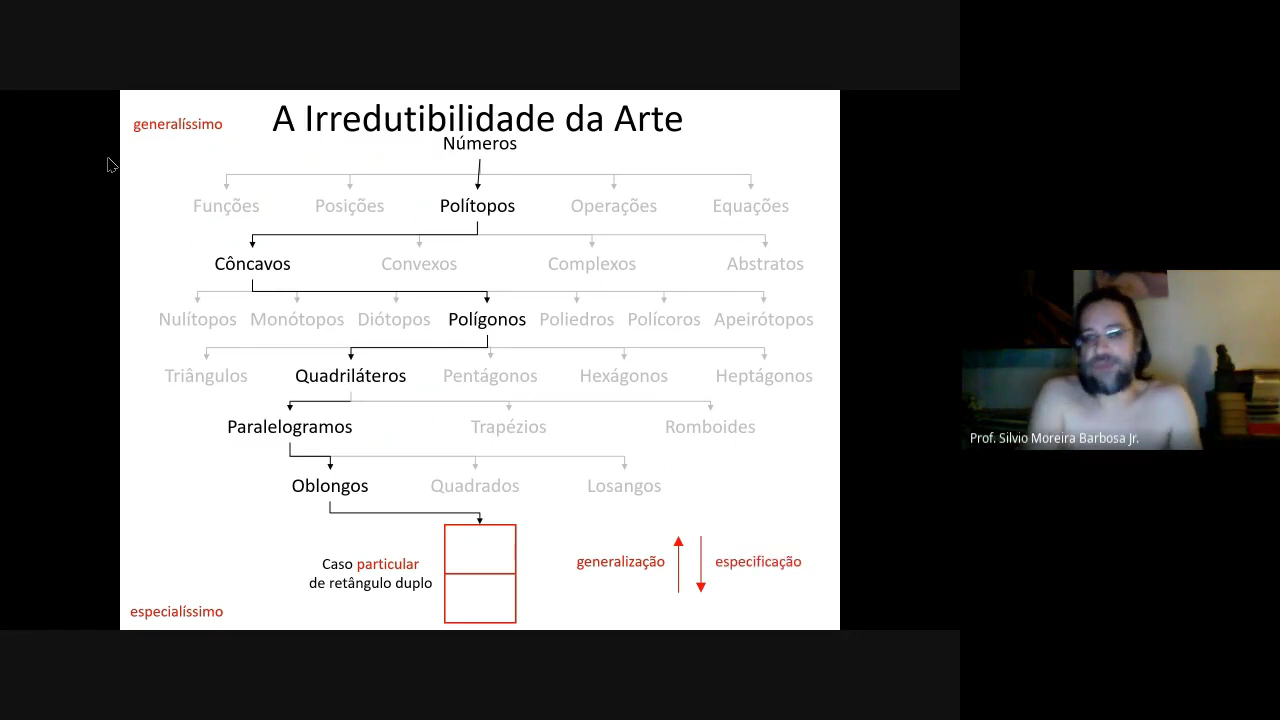 A Irredutibilidade da Arte
generalíssimo
Números
Funções Posições Polítopos Operações Equações
Côncavos Convexos Complexos Abstratos
Nulítopos Monótopos Diótopos Polígonos Poliedros Polícoros Apeirótopos
Triângulos Quadriláteros Pentágonos Hexágonos Heptágonos
Paralelogramos Trapézios Romboides
Oblongos Quadrados Losangos
Caso particular
de retângulo duplo
generalização especificação
especialíssimo
Prof. Silvio Moreira Barbosa Jr.